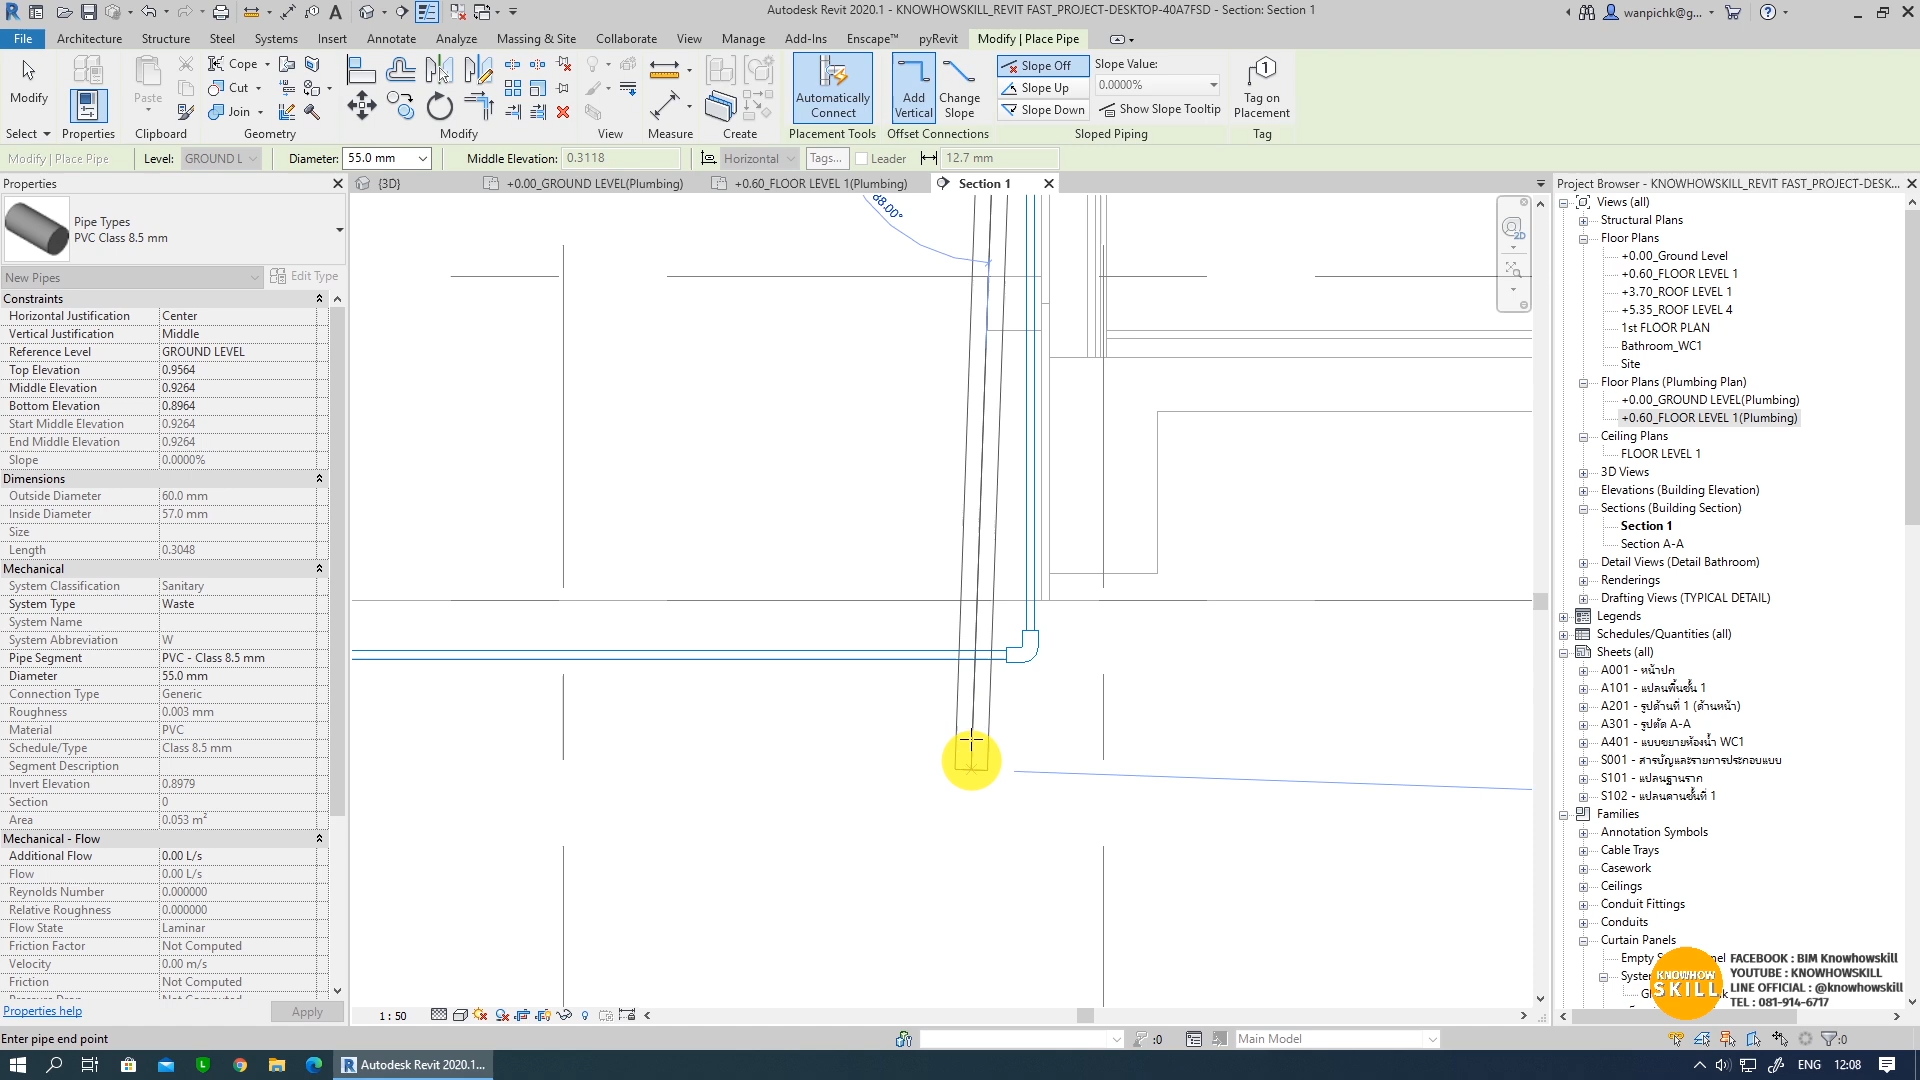 Autodesk Revit 2020.1 - KNOWHOWSKILL_REVIT FAST_PROJECT-DESKTOP-40A7FSD - Section: Section 1
wanpichk@g...
File Architecture Structure Steel Systems Insert Annotate Analyze Massing & Site Collaborate View Manage Add-Ins Enscape™ pyRevit Modify | Place Pipe
Modify
Paste
Cope
Cut
Join
Automatically Connect
Add Vertical
Change Slope
Slope Off
Slope Up
Slope Down
Slope Value:
0.0000%
Show Slope Tooltip
Tag on Placement
Select Properties Clipboard Geometry Modify View Measure Create Placement Tools Offset Connections Sloped Piping Tag
Modify | Place Pipe Level: GROUND L Diameter: 55.0 mm Middle Elevation: 0.3118 Horizontal Tags... Leader 12.7 mm
Properties
{3D} +0.00_GROUND LEVEL(Plumbing) +0.60_FLOOR LEVEL 1(Plumbing) Section 1
Pipe Types
PVC Class 8.5 mm
New Pipes Edit Type
Constraints
Horizontal Justification Center
Vertical Justification Middle
Reference Level GROUND LEVEL
Top Elevation 0.9564
Middle Elevation 0.9264
Bottom Elevation 0.8964
Start Middle Elevation 0.9264
End Middle Elevation 0.9264
Slope 0.0000%
Dimensions
Outside Diameter 60.0 mm
Inside Diameter 57.0 mm
Size
Length 0.3048
Mechanical
System Classification Sanitary
System Type Waste
System Name
System Abbreviation W
Pipe Segment PVC - Class 8.5 mm
Diameter 55.0 mm
Connection Type Generic
Roughness 0.003 mm
Material PVC
Schedule/Type Class 8.5 mm
Segment Description
Invert Elevation 0.8979
Section 0
Area 0.053 m²
Mechanical - Flow
Additional Flow 0.00 L/s
Flow 0.00 L/s
Reynolds Number 0.000000
Relative Roughness 0.000000
Flow State Laminar
Friction Factor Not Computed
Velocity 0.00 m/s
Friction Not Computed
Pressure Drop Not Computed
Properties help Apply
88.00°
2D
1 : 50
Project Browser - KNOWHOWSKILL_REVIT FAST_PROJECT-DESK...
Views (all)
Structural Plans
Floor Plans
+0.00_Ground Level
+0.60_FLOOR LEVEL 1
+3.70_ROOF LEVEL 1
+5.35_ROOF LEVEL 4
1st FLOOR PLAN
Bathroom_WC1
Site
Floor Plans (Plumbing Plan)
+0.00_GROUND LEVEL(Plumbing)
+0.60_FLOOR LEVEL 1(Plumbing)
Ceiling Plans
FLOOR LEVEL 1
3D Views
Elevations (Building Elevation)
Sections (Building Section)
Section 1
Section A-A
Detail Views (Detail Bathroom)
Renderings
Drafting Views (TYPICAL DETAIL)
Legends
Schedules/Quantities (all)
Sheets (all)
A001 - หน้าปก
A101 - แปลนพื้นชั้น 1
A201 - รูปด้านที่ 1 (ด้านหน้า)
A301 - รูปตัด A-A
A401 - แบบขยายห้องน้ำ WC1
S001 - สารบัญและรายการประกอบแบบ
S101 - แปลนฐานราก
S102 - แปลนคานชั้นที่ 1
Families
Annotation Symbols
Cable Trays
Casework
Ceilings
Conduit Fittings
Conduits
Curtain Panels
KNOWHOW SKILL
FACEBOOK : BIM Knowhowskill
YOUTUBE : KNOWHOWSKILL
LINE OFFICIAL : @knowhowskill
TEL : 081-914-6717
Enter pipe end point :0 Main Model :0
Autodesk Revit 2020.1... ENG 12:08